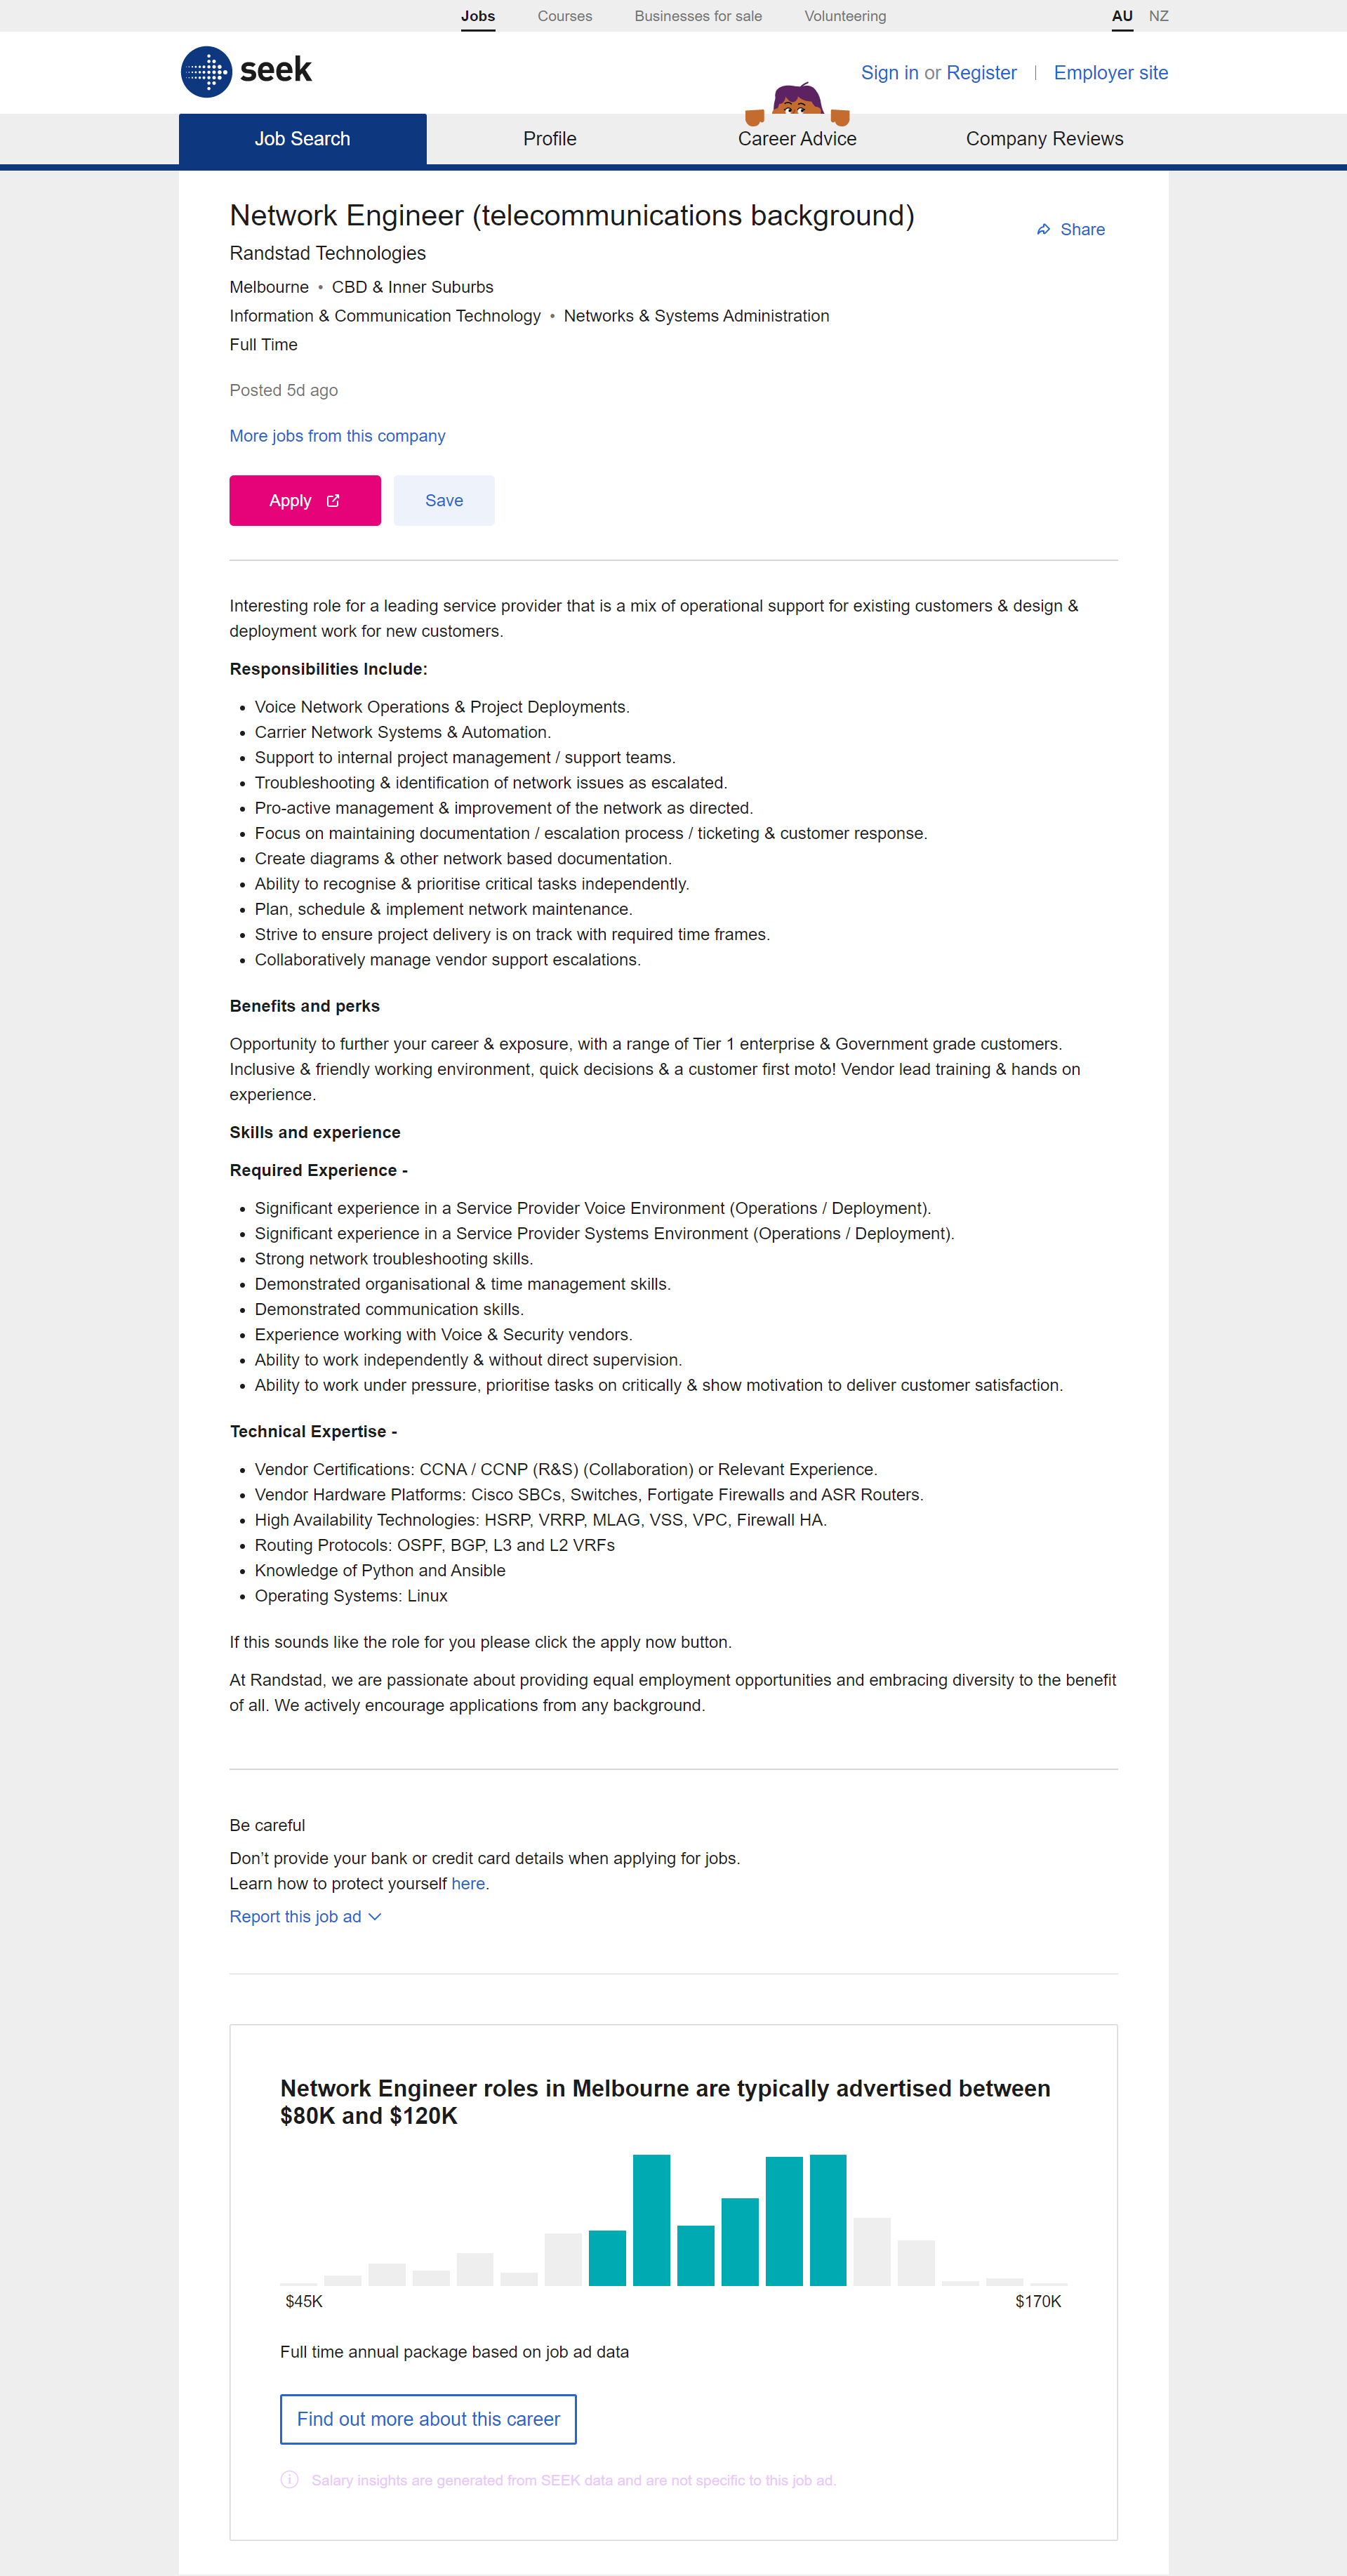 Jobs Courses Businesses for sale Volunteering AU NZ
seek
Sign in or Register | Employer site
Job Search Profile Career Advice Company Reviews
Network Engineer (telecommunications background)
Share
Randstad Technologies
Melbourne • CBD & Inner Suburbs
Information & Communication Technology • Networks & Systems Administration
Full Time
Posted 5d ago
More jobs from this company
Apply Save
Interesting role for a leading service provider that is a mix of operational support for existing customers & design &
deployment work for new customers.
Responsibilities Include:
• Voice Network Operations & Project Deployments.
• Carrier Network Systems & Automation.
• Support to internal project management / support teams.
• Troubleshooting & identification of network issues as escalated.
• Pro-active management & improvement of the network as directed.
• Focus on maintaining documentation / escalation process / ticketing & customer response.
• Create diagrams & other network based documentation.
• Ability to recognise & prioritise critical tasks independently.
• Plan, schedule & implement network maintenance.
• Strive to ensure project delivery is on track with required time frames.
• Collaboratively manage vendor support escalations.
Benefits and perks
Opportunity to further your career & exposure, with a range of Tier 1 enterprise & Government grade customers.
Inclusive & friendly working environment, quick decisions & a customer first moto! Vendor lead training & hands on
experience.
Skills and experience
Required Experience -
• Significant experience in a Service Provider Voice Environment (Operations / Deployment).
• Significant experience in a Service Provider Systems Environment (Operations / Deployment).
• Strong network troubleshooting skills.
• Demonstrated organisational & time management skills.
• Demonstrated communication skills.
• Experience working with Voice & Security vendors.
• Ability to work independently & without direct supervision.
• Ability to work under pressure, prioritise tasks on critically & show motivation to deliver customer satisfaction.
Technical Expertise -
• Vendor Certifications: CCNA / CCNP (R&S) (Collaboration) or Relevant Experience.
• Vendor Hardware Platforms: Cisco SBCs, Switches, Fortigate Firewalls and ASR Routers.
• High Availability Technologies: HSRP, VRRP, MLAG, VSS, VPC, Firewall HA.
• Routing Protocols: OSPF, BGP, L3 and L2 VRFs
• Knowledge of Python and Ansible
• Operating Systems: Linux
If this sounds like the role for you please click the apply now button.
At Randstad, we are passionate about providing equal employment opportunities and embracing diversity to the benefit
of all. We actively encourage applications from any background.
Be careful
Don't provide your bank or credit card details when applying for jobs.
Learn how to protect yourself here.
Report this job ad
Network Engineer roles in Melbourne are typically advertised between
$80K and $120K
$45K $170K
Full time annual package based on job ad data
Find out more about this career
Salary insights are generated from SEEK data and are not specific to this job ad.